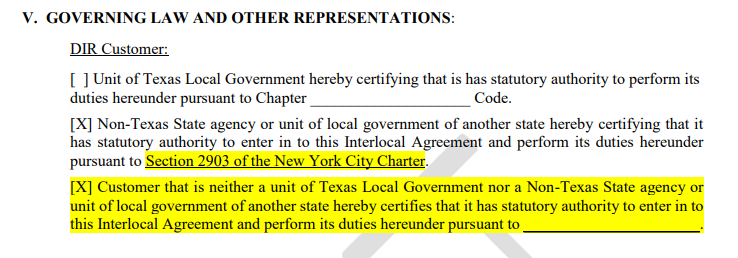 V. GOVERNING LAW AND OTHER REPRESENTATIONS:
DIR Customer:
[ ] Unit of Texas Local Government hereby certifying that is has statutory authority to perform its
duties hereunder pursuant to Chapter ______________________ Code.
[X] Non-Texas State agency or unit of local government of another state hereby certifying that it
has statutory authority to enter in to this Interlocal Agreement and perform its duties hereunder
pursuant to Section 2903 of the New York City Charter.
[X] Customer that is neither a unit of Texas Local Government nor a Non-Texas State agency or
unit of local government of another state hereby certifies that it has statutory authority to enter in to
this Interlocal Agreement and perform its duties hereunder pursuant to ________________________.